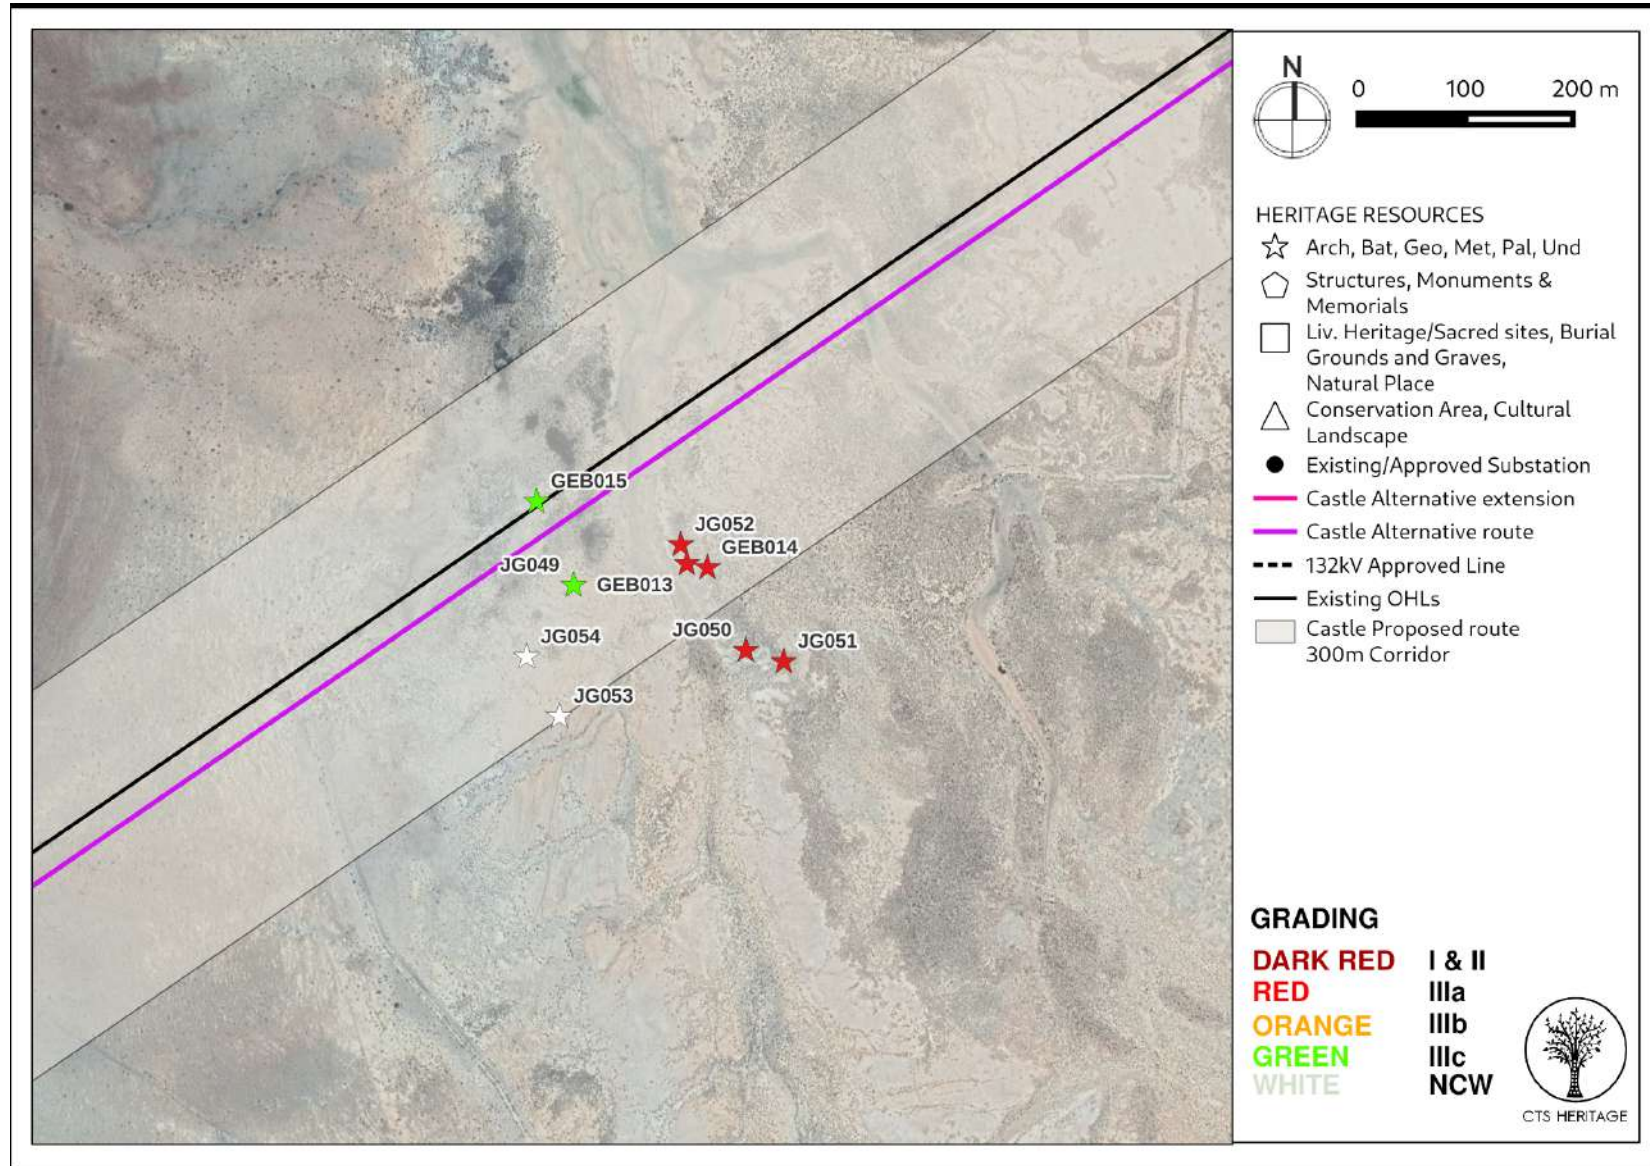 GEB015
JG052
GEB014
JG049
GEB013
JG054
JG050
JG051
JG053
N
0 100 200 m
HERITAGE RESOURCES
Arch, Bat, Geo, Met, Pal, Und
Structures, Monuments &
Memorials
Liv. Heritage/Sacred sites, Burial
Grounds and Graves,
Natural Place
Conservation Area, Cultural
Landscape
Existing/Approved Substation
Castle Alternative extension
Castle Alternative route
132kV Approved Line
Existing OHLs
Castle Proposed route
300m Corridor
GRADING
DARK RED I & II
RED IIIa
ORANGE IIIb
GREEN IIIc
WHITE NCW
CTS HERITAGE